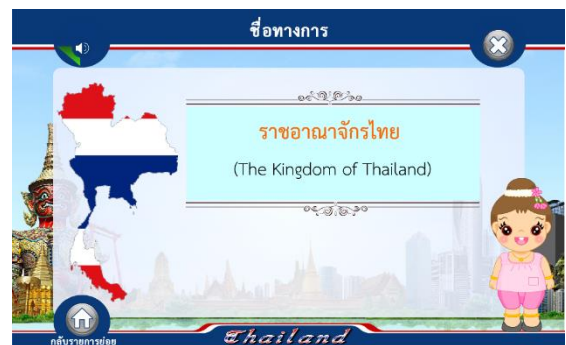 ชื่อทางการ
ราชอาณาจักรไทย
(The Kingdom of Thailand)
Thailand
กลับรายการย่อย